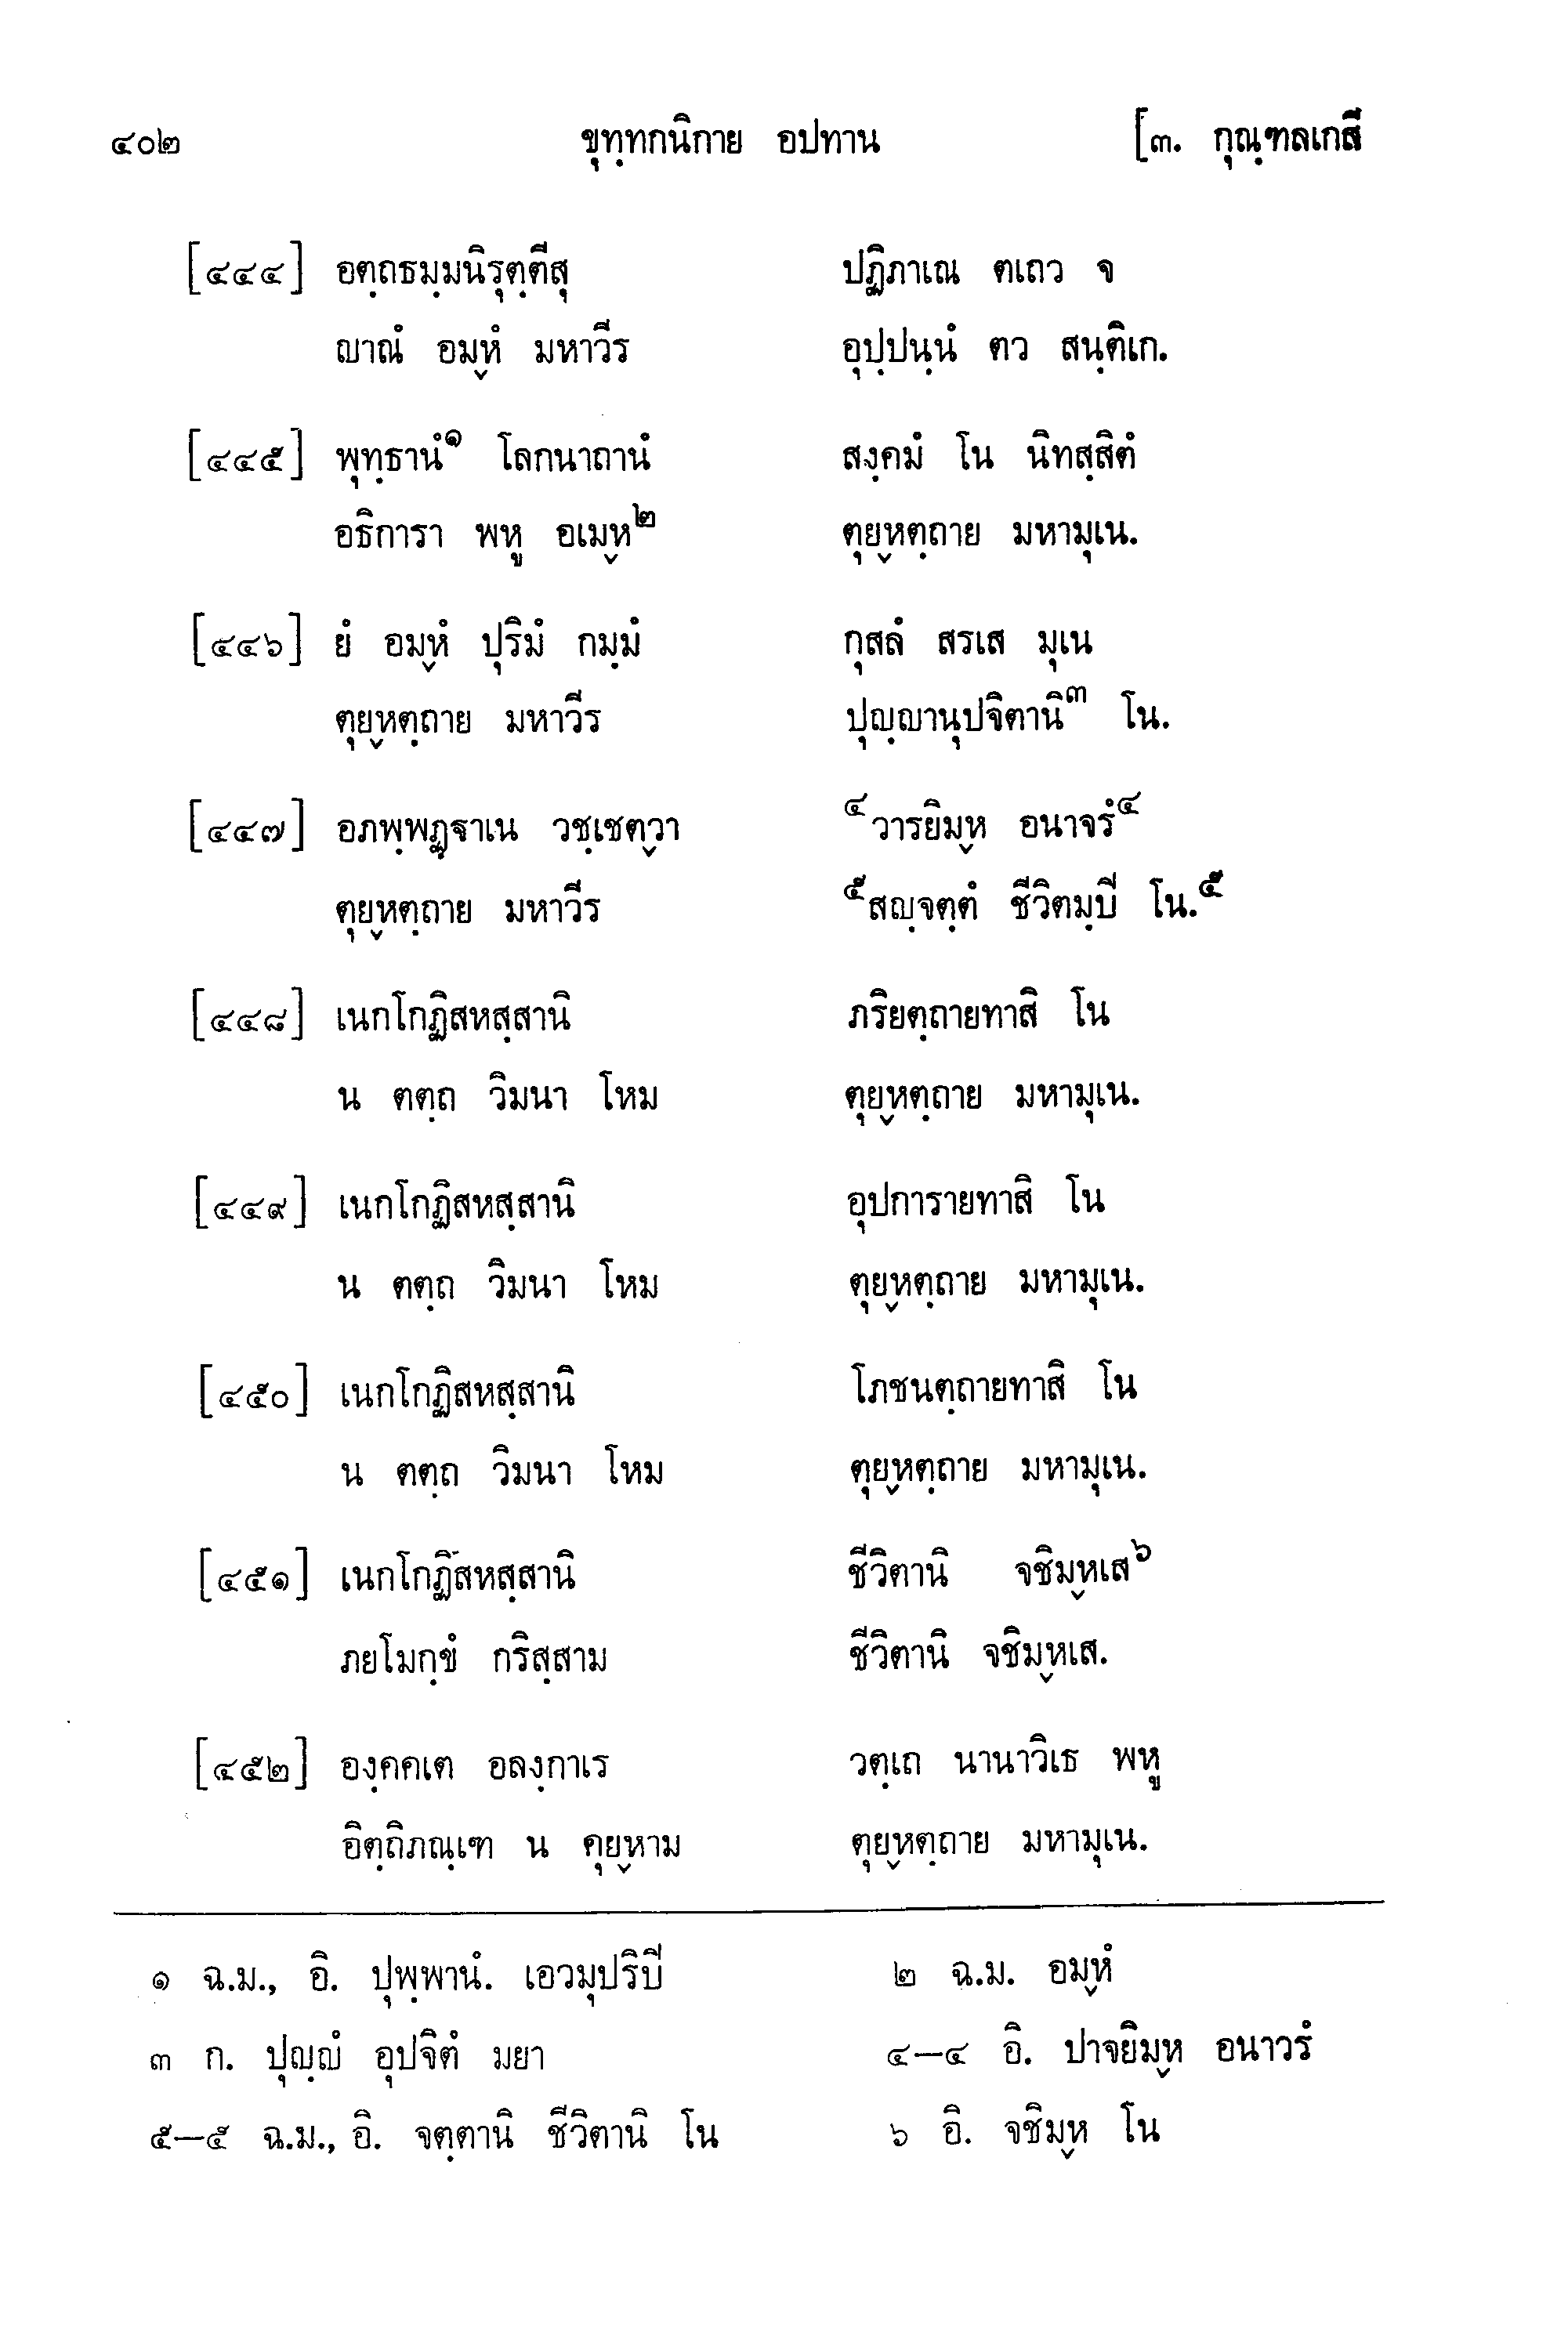 ๔๐๒ ขุทฺทกนิกาย อปทาน [๓. กุณฺฑลเกสี
[๔๔๔] อตฺถธมฺมนิรุตฺตีสุ ปฏิภาเณ ตเถว จ
ญาณํ อมฺหํ มหาวีร อุปฺปนฺนํ ตว สนฺติเก.
[๔๔๕] พุทฺธานํ๑ โลกนาถานํ สงฺคมํ โน นิทสฺสิตํ
อธิการา พหู อเมฺห๒ ตุยฺหตฺถาย มหามุเน.
[๔๔๖] ยํ อมฺหํ ปุริมํ กมฺมํ กุสลํ สรเส มุเน
ตุยฺหตฺถาย มหาวีร ปุญฺญานุปจิตานิ๓ โน.
[๔๔๗] อภพฺพฏฺฐาเน วชฺเชตฺวา ๔วารยิมฺห อนาจรํ๔
ตุยฺหตฺถาย มหาวีร ๕สญฺจตฺตํ ชีวิตมฺปี โน.๕
[๔๔๘] เนกโกฏิสหสฺสานิ ภริยตฺถายทาสิ โน
น ตตฺถ วิมนา โหม ตุยฺหตฺถาย มหามุเน.
[๔๔๙] เนกโกฏิสหสฺสานิ อุปการายทาสิ โน
น ตตฺถ วิมนา โหม ตุยฺหตฺถาย มหามุเน.
[๔๕๐] เนกโกฏิสหสฺสานิ โภชนตฺถายทาสิ โน
น ตตฺถ วิมนา โหม ตุยฺหตฺถาย มหามุเน.
[๔๕๑] เนกโกฏิสหสฺสานิ ชีวิตานิ จชิมฺหเส๖
ภยโมกฺขํ กริสฺสาม ชีวิตานิ จชิมฺหเส.
[๔๕๒] องฺคคเต อลงฺกาเร วตฺเถ นานาวิเธ พหู
อิตฺถิภณฺเฑ น คุยฺหาม ตุยฺหตฺถาย มหามุเน.
๑ ฉ.ม., อิ. ปุพฺพานํ. เอวมุปริปี ๒ ฉ.ม. อมฺหํ
๓ ก. ปุญฺญํ อุปจิตํ มยา ๔—๔ อิ. ปาจยิมฺห อนาวรํ
๕—๕ ฉ.ม., อิ. จตฺตานิ ชีวิตานิ โน ๖ อิ. จชิมฺห โน